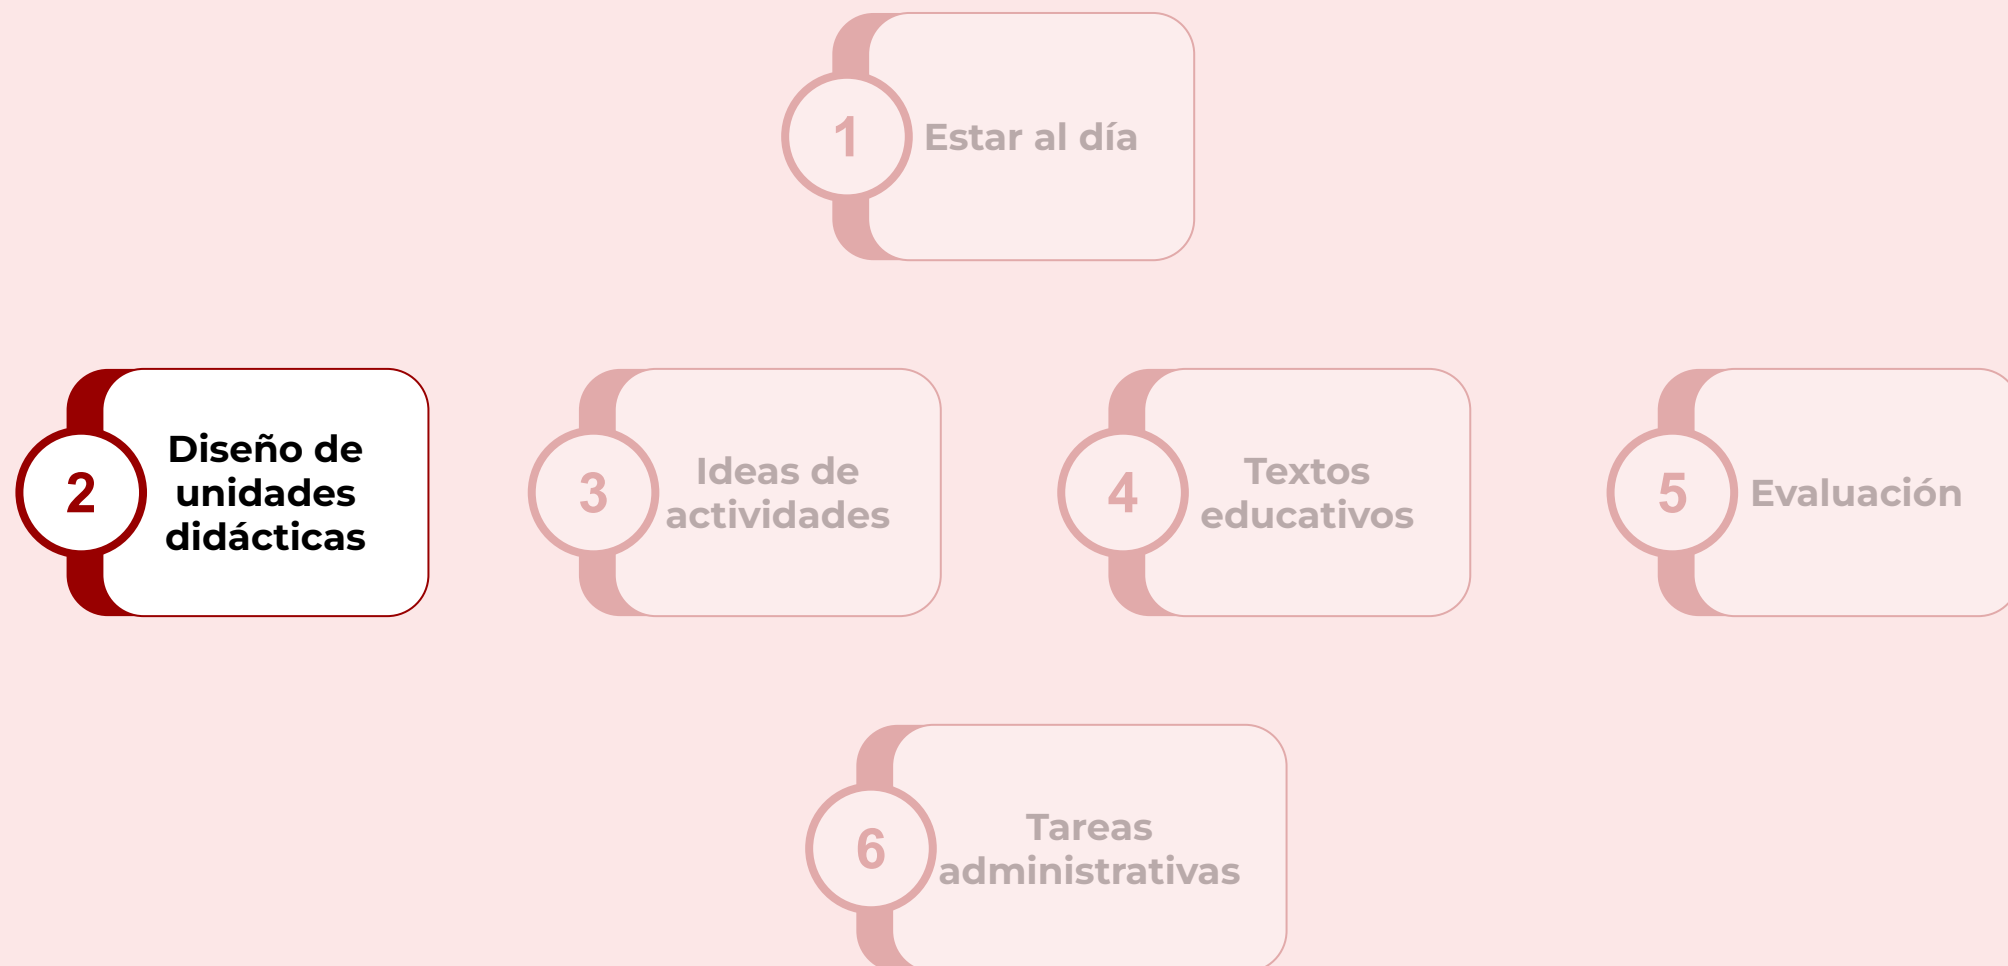 1
Estar al día
2
Diseño de
unidades
didácticas
3
Ideas de
actividades
4
Textos
educativos
5
Evaluación
6
Tareas
administrativas